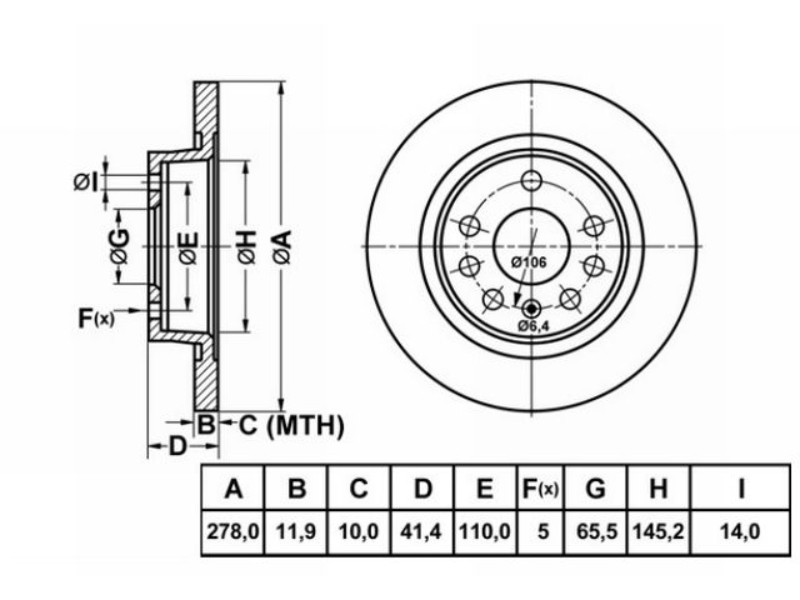 ØI
ØG
ØE
ØH
ØA
F(x)
B
C (MTH)
D
Ø106
Ø6,4
A B C D E F(x) G H I
278,0 11,9 10,0 41,4 110,0 5 65,5 145,2 14,0